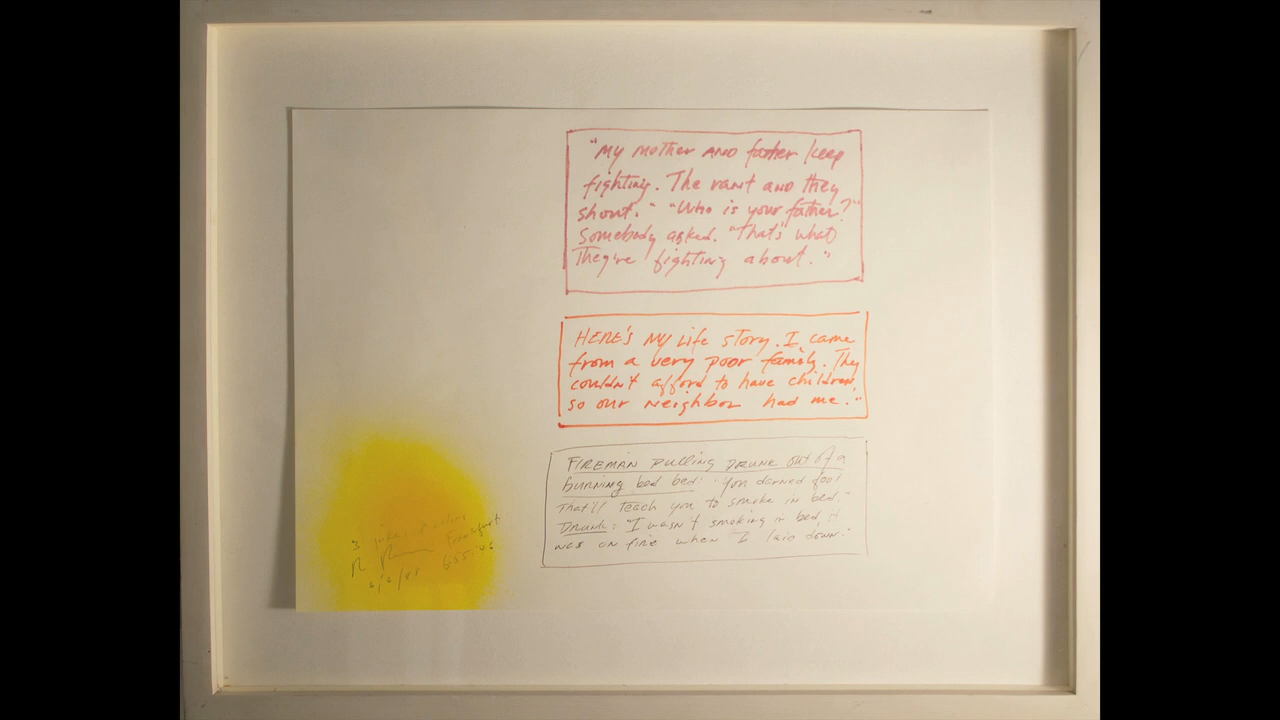 "My mother and father keep
fighting. The rant and they
shout." "Who is your father?"
Somebody asked. "That's what
They're fighting about."
HERE'S My Life story. I came
from a very poor family. They
couldn't afford to have children,
so our neighbor had me."
FIREMAN pulling DRUNK out of a
burning bed bed: "You darned fool
that'll teach you to smoke in bed."
DRUNK: "I wasn't smoking in bed, it
was on fire when I laid down."
3 jokes
Frankfurt